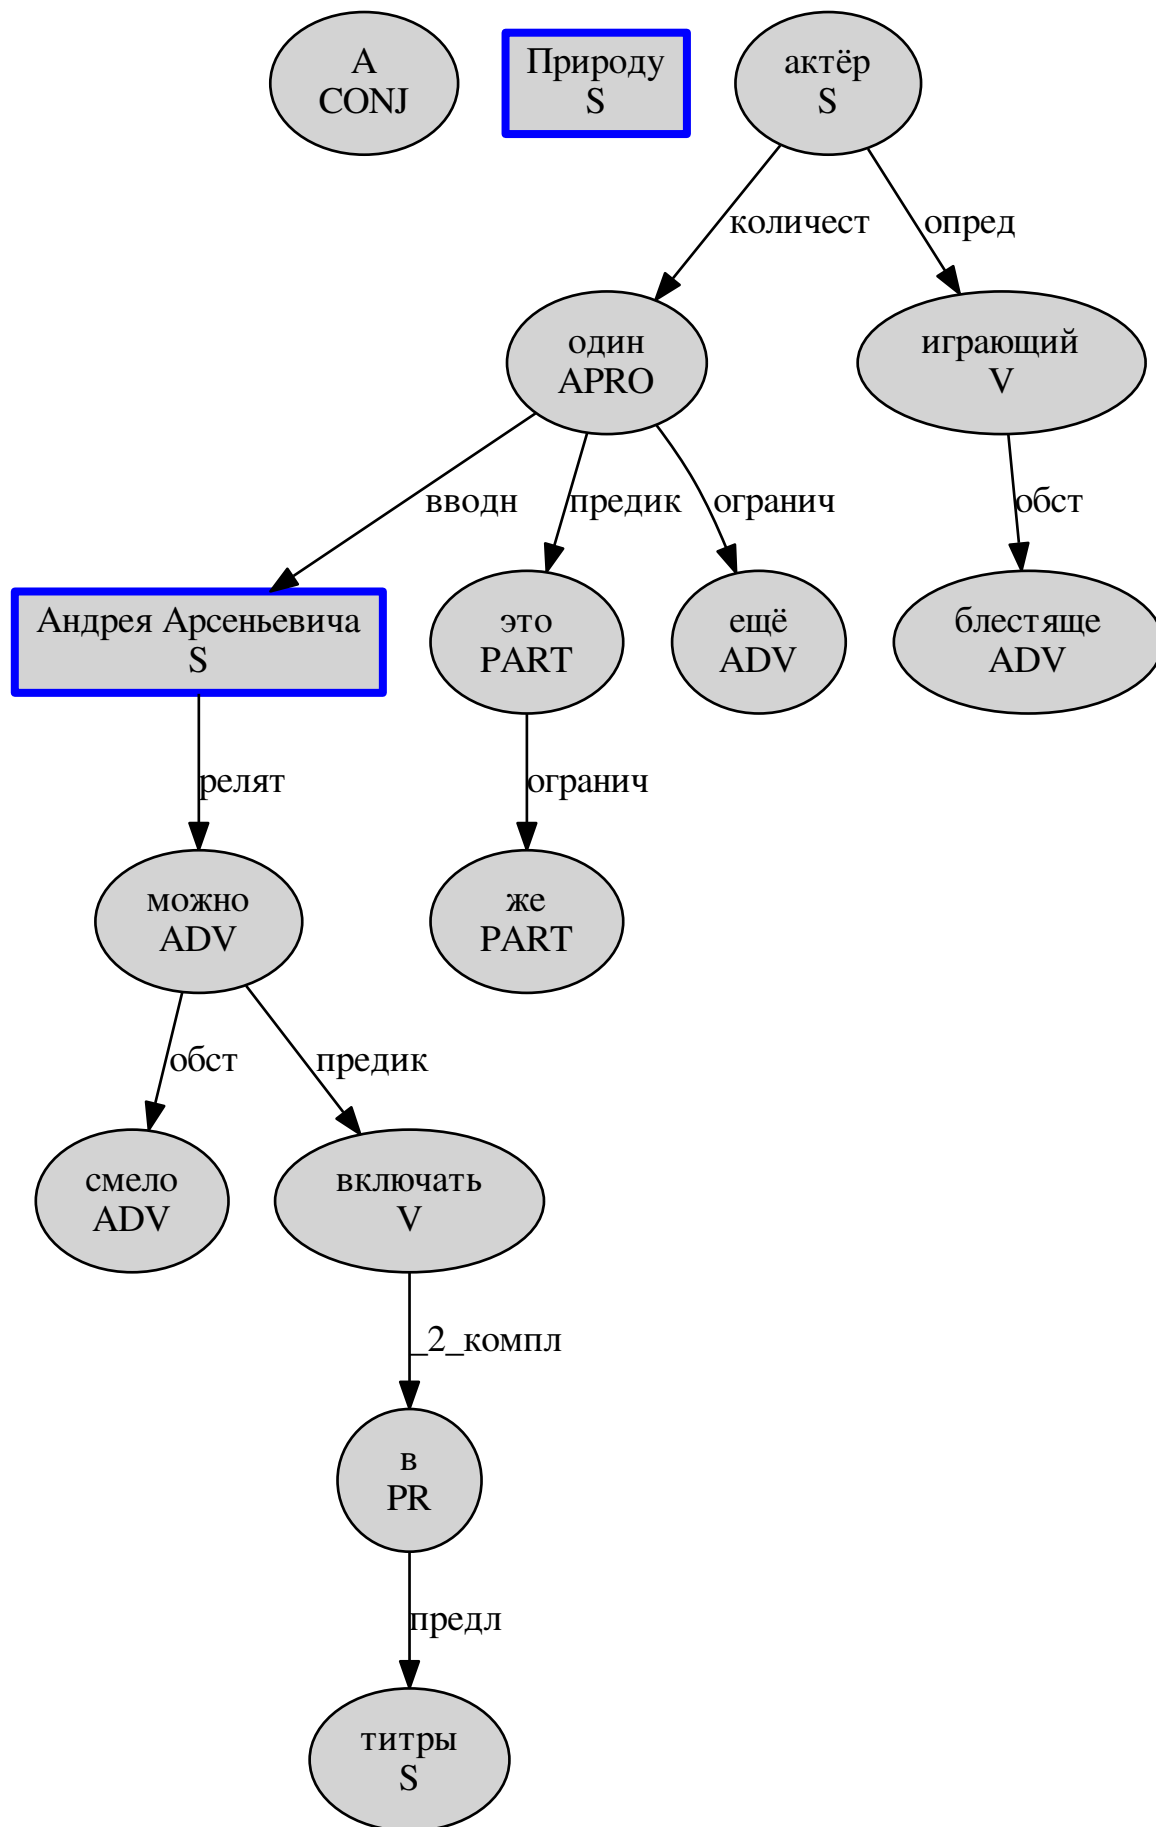 А
CONJ
Природу
S
актёр
S
количест
опред
один
APRO
играющий
V
вводн
предик
огранич
обст
Андрея Арсеньевича
S
это
PART
ещё
ADV
блестяще
ADV
релят
огранич
можно
ADV
же
PART
обст
предик
смело
ADV
включать
V
_2_компл
в
PR
предл
титры
S